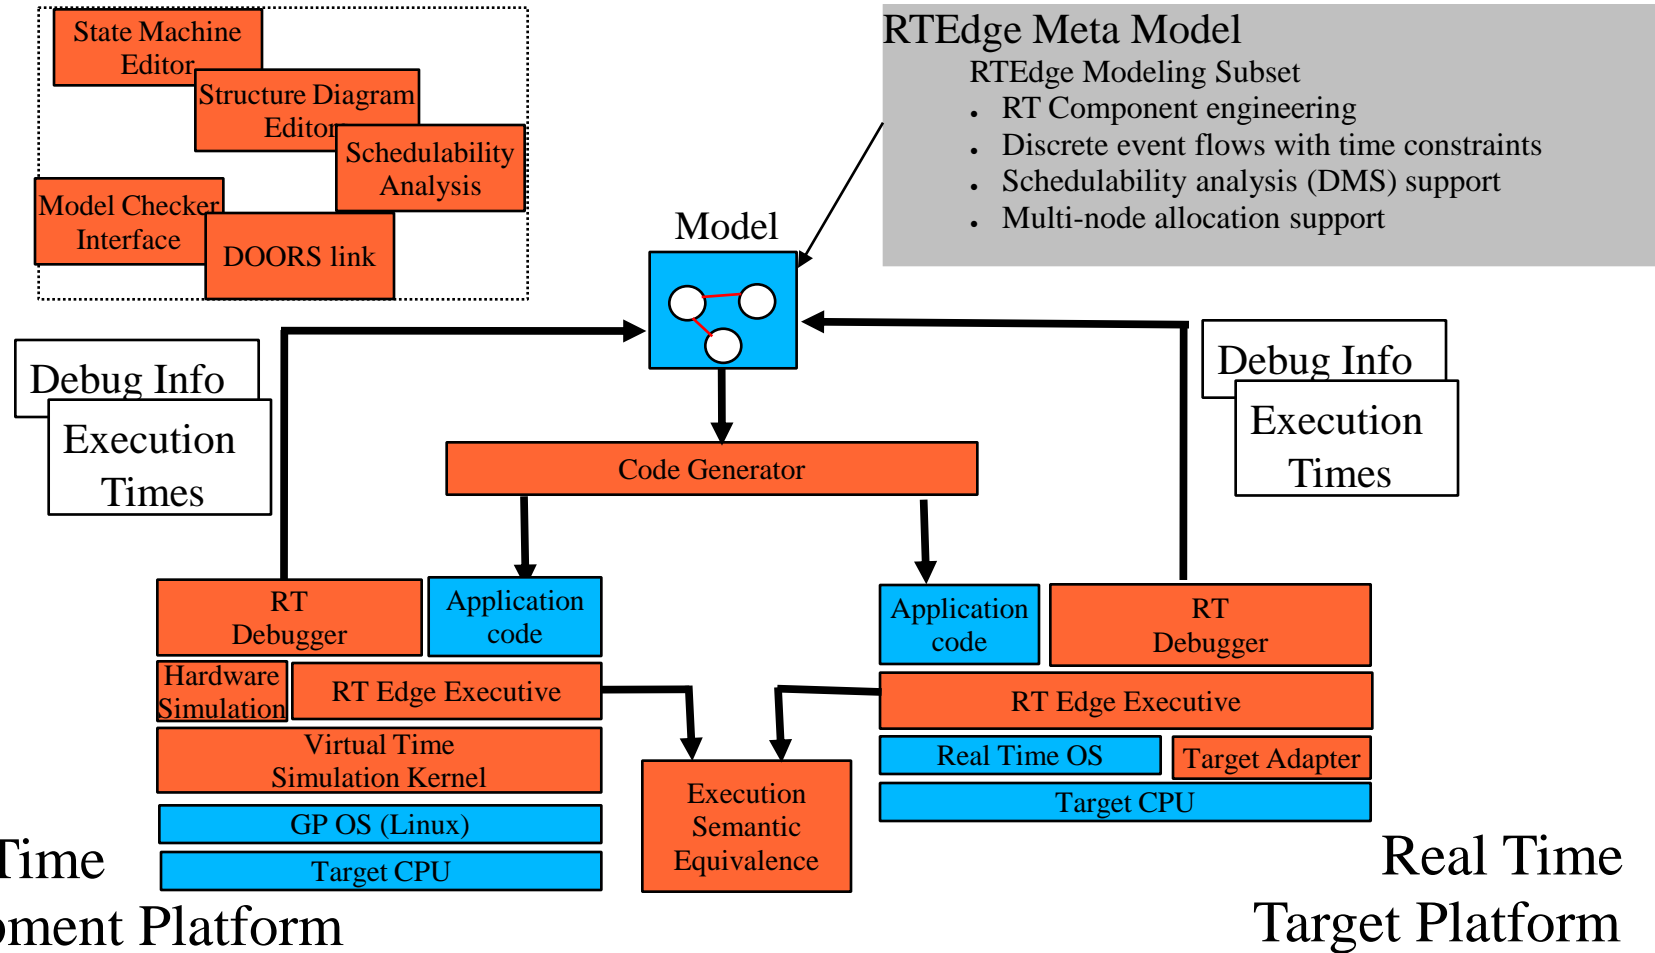 State Machine
Editor
Structure Diagram
Editor
Schedulability
Analysis
Model Checker
Interface
DOORS link
RTEdge Meta Model
RTEdge Modeling Subset
• RT Component engineering
• Discrete event flows with time constraints
• Schedulability analysis (DMS) support
• Multi-node allocation support
Model
Debug Info
Execution
Times
Debug Info
Execution
Times
Code Generator
RT
Debugger
Application
code
Application
code
RT
Debugger
Hardware
Simulation
RT Edge Executive
RT Edge Executive
Virtual Time
Simulation Kernel
Real Time OS
Target Adapter
Target CPU
GP OS (Linux)
Target CPU
Execution
Semantic
Equivalence
Time
Platform
Real Time
Target Platform